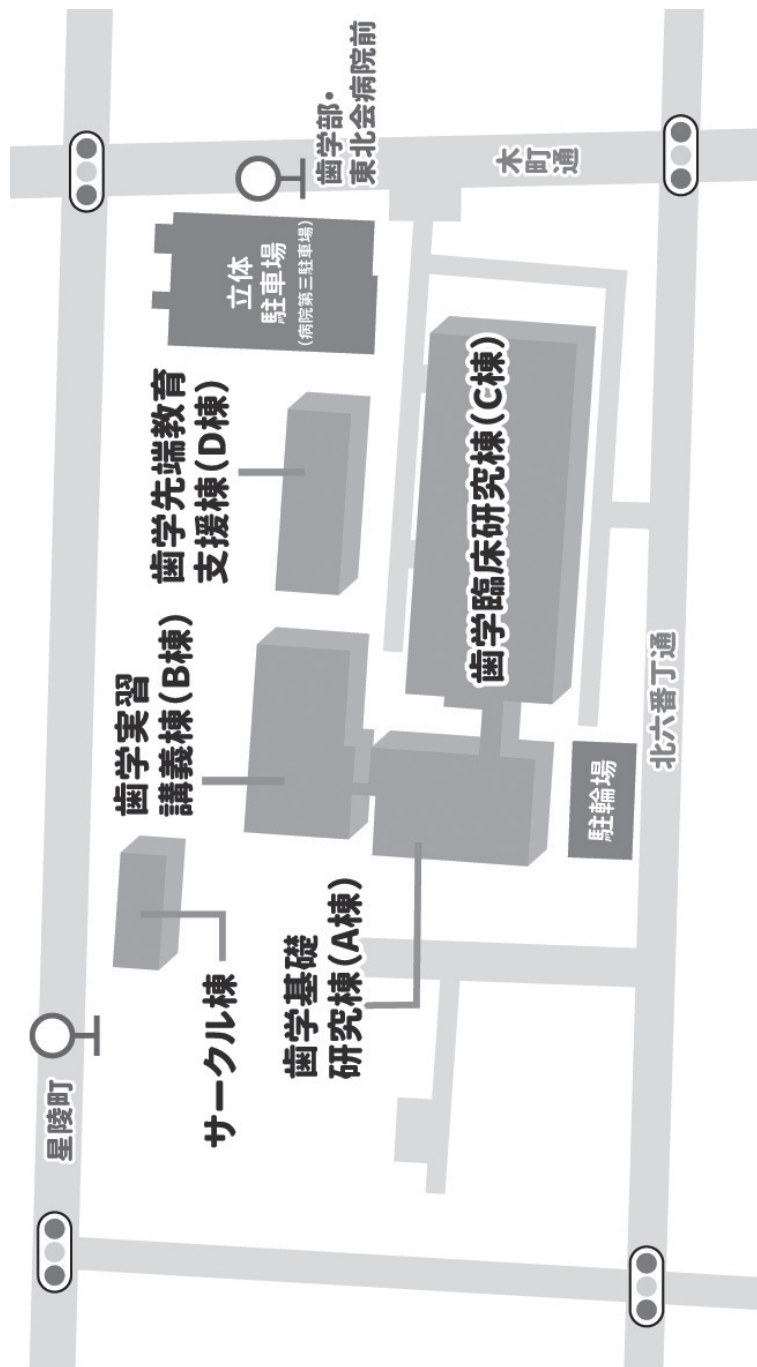 星陵町
サークル棟
歯学実習
講義棟(B棟)
歯学先端教育
支援棟(D棟)
立体
駐車場
(病院第三駐車場)
歯学部・
東北会病院前
歯学基礎
研究棟(A棟)
歯学臨床研究棟(C棟)
木町通
駐輪場
北六番丁通